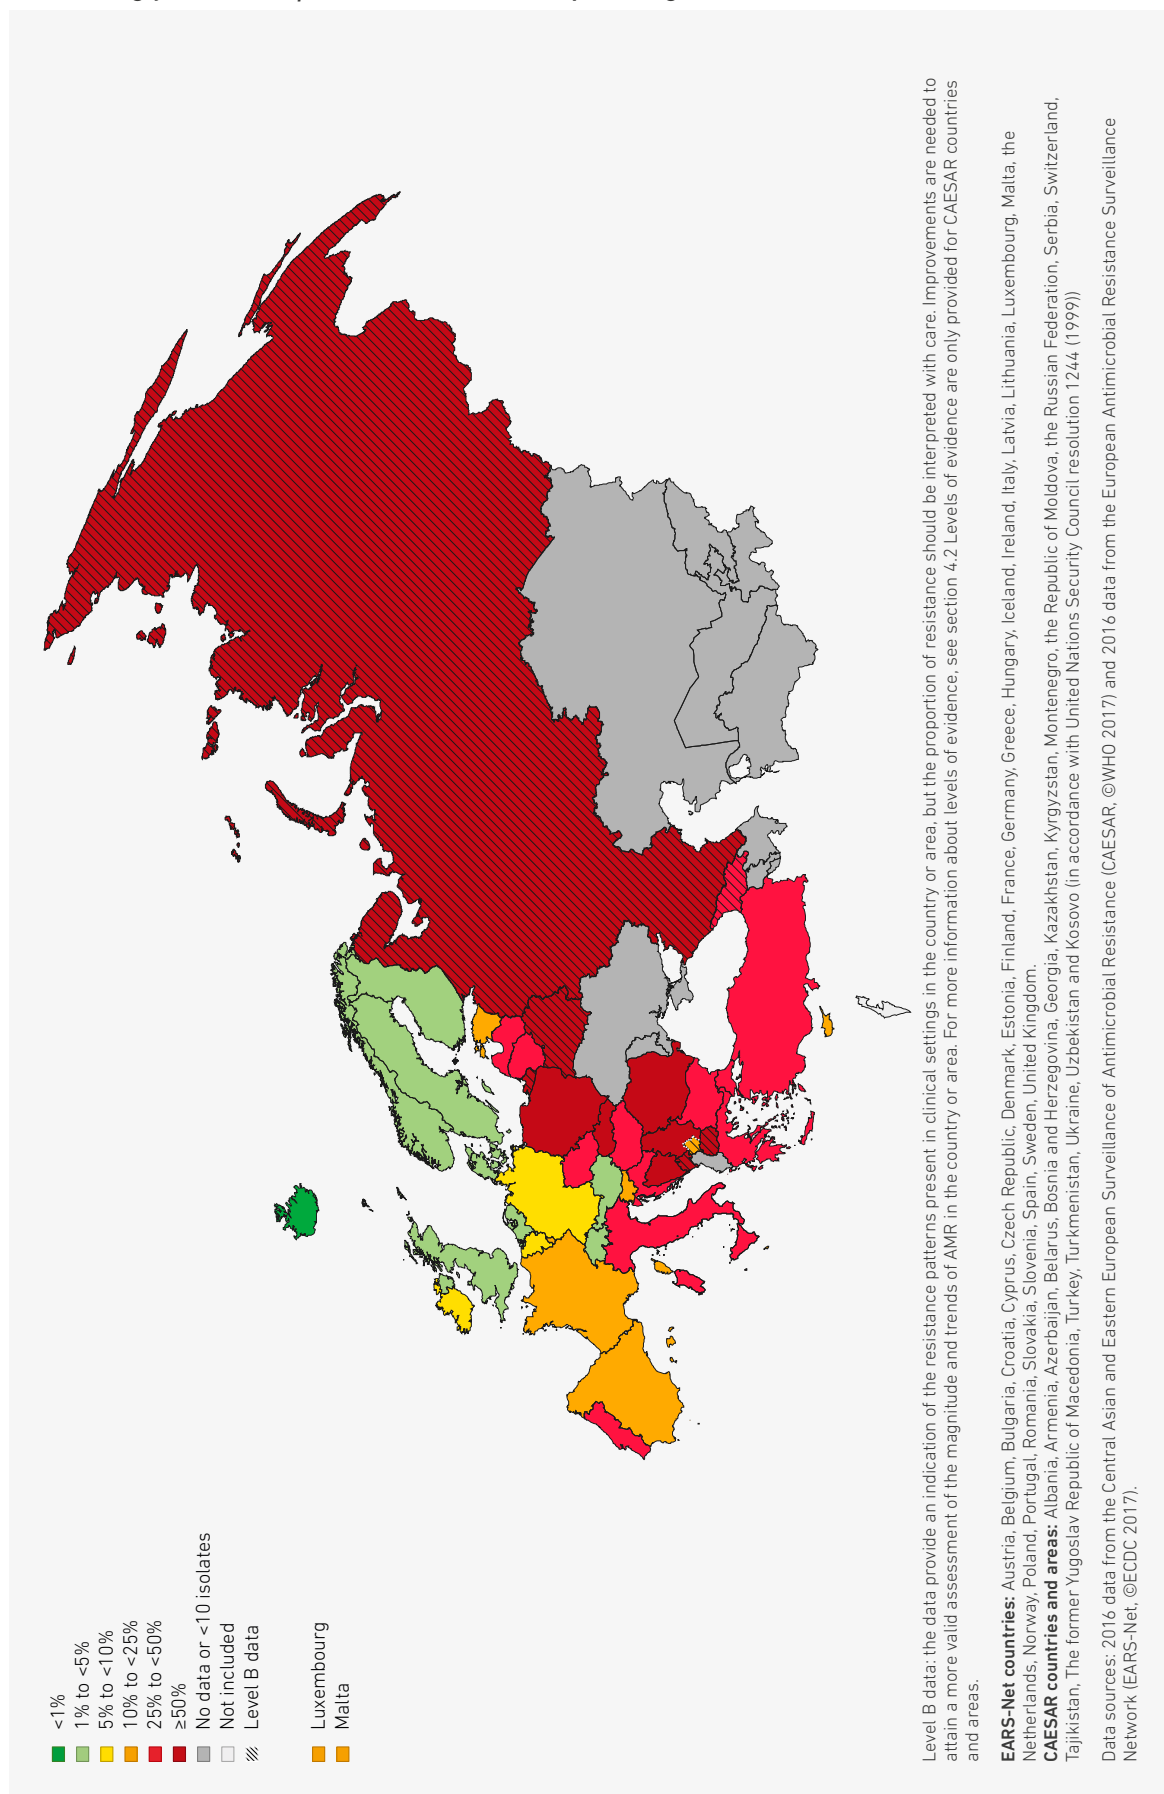 <1%
1% to <5%
5% to <10%
10% to <25%
25% to <50%
≥50%
No data or <10 isolates
Not included
Level B data
Luxembourg
Malta
Level B data: the data provide an indication of the resistance patterns present in clinical settings in the country or area, but the proportion of resistance should be interpreted with care. Improvements are needed to
attain a more valid assessment of the magnitude and trends of AMR in the country or area. For more information about levels of evidence, see section 4.2 Levels of evidence are only provided for CAESAR countries
and areas.
EARS-Net countries: Austria, Belgium, Bulgaria, Croatia, Cyprus, Czech Republic, Denmark, Estonia, Finland, France, Germany, Greece, Hungary, Iceland, Ireland, Italy, Latvia, Lithuania, Luxembourg, Malta, the
Netherlands, Norway, Poland, Portugal, Romania, Slovakia, Slovenia, Spain, Sweden, United Kingdom.
CAESAR countries and areas: Albania, Armenia, Azerbaijan, Belarus, Bosnia and Herzegovina, Georgia, Kazakhstan, Kyrgyzstan, Montenegro, the Republic of Moldova, the Russian Federation, Serbia, Switzerland,
Tajikistan, The former Yugoslav Republic of Macedonia, Turkey, Turkmenistan, Ukraine, Uzbekistan and Kosovo (in accordance with United Nations Security Council resolution 1244 (1999))
Data sources: 2016 data from the Central Asian and Eastern European Surveillance of Antimicrobial Resistance (CAESAR, ©WHO 2017) and 2016 data from the European Antimicrobial Resistance Surveillance
Network (EARS-Net, ©ECDC 2017).